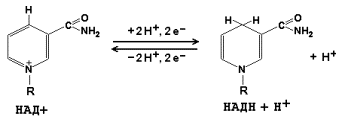 H
C
O
NH₂
N
+
R
НАД+
+2H⁺, 2e⁻
−2H⁺, 2e⁻
H H
C
O
NH₂
N
R
+ H⁺
НАДН + Н⁺